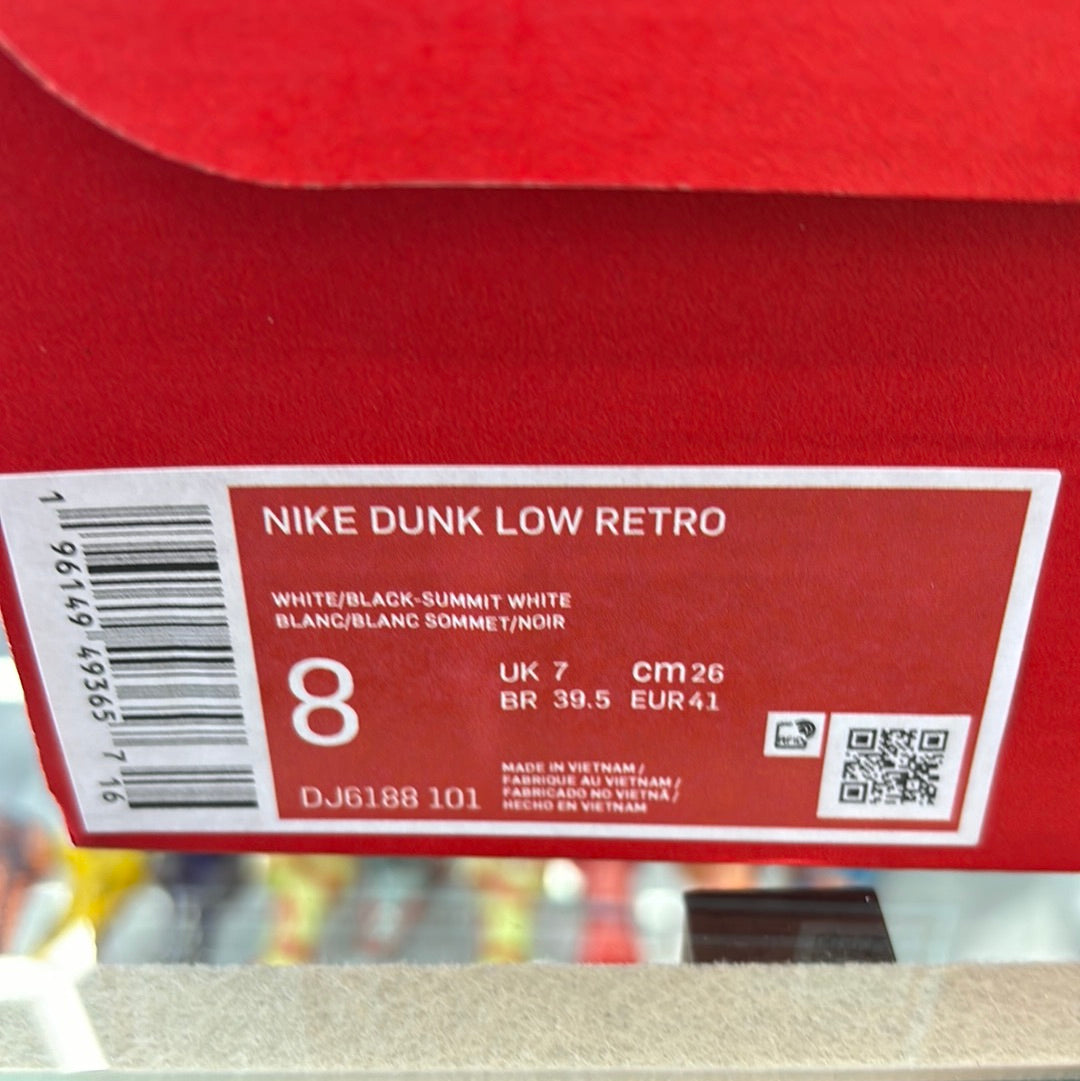 NIKE DUNK LOW RETRO
WHITE/BLACK-SUMMIT WHITE
BLANC/BLANC SOMMET/NOIR
8
UK 7 cm 26
BR 39.5 EUR 41
DJ6188 101
MADE IN VIETNAM /
FABRIQUE AU VIETNAM /
FABRICADO NO VIETNÃ /
HECHO EN VIETNAM
1 96149 49365 7 16